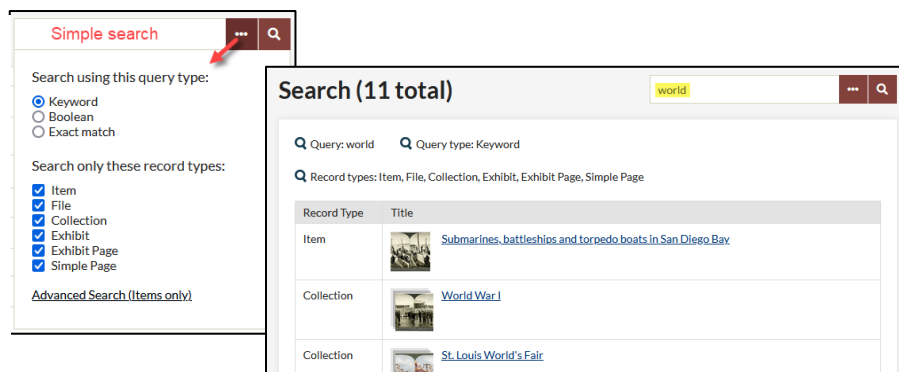 Simple search
Search using this query type:
Keyword
Boolean
Exact match
Search only these record types:
Item
File
Collection
Exhibit
Exhibit Page
Simple Page
Advanced Search (Items only)
Search (11 total)
world
Query: world Query type: Keyword
Record types: Item, File, Collection, Exhibit, Exhibit Page, Simple Page
Record Type Title
Item Submarines, battleships and torpedo boats in San Diego Bay
Collection World War I
Collection St. Louis World's Fair